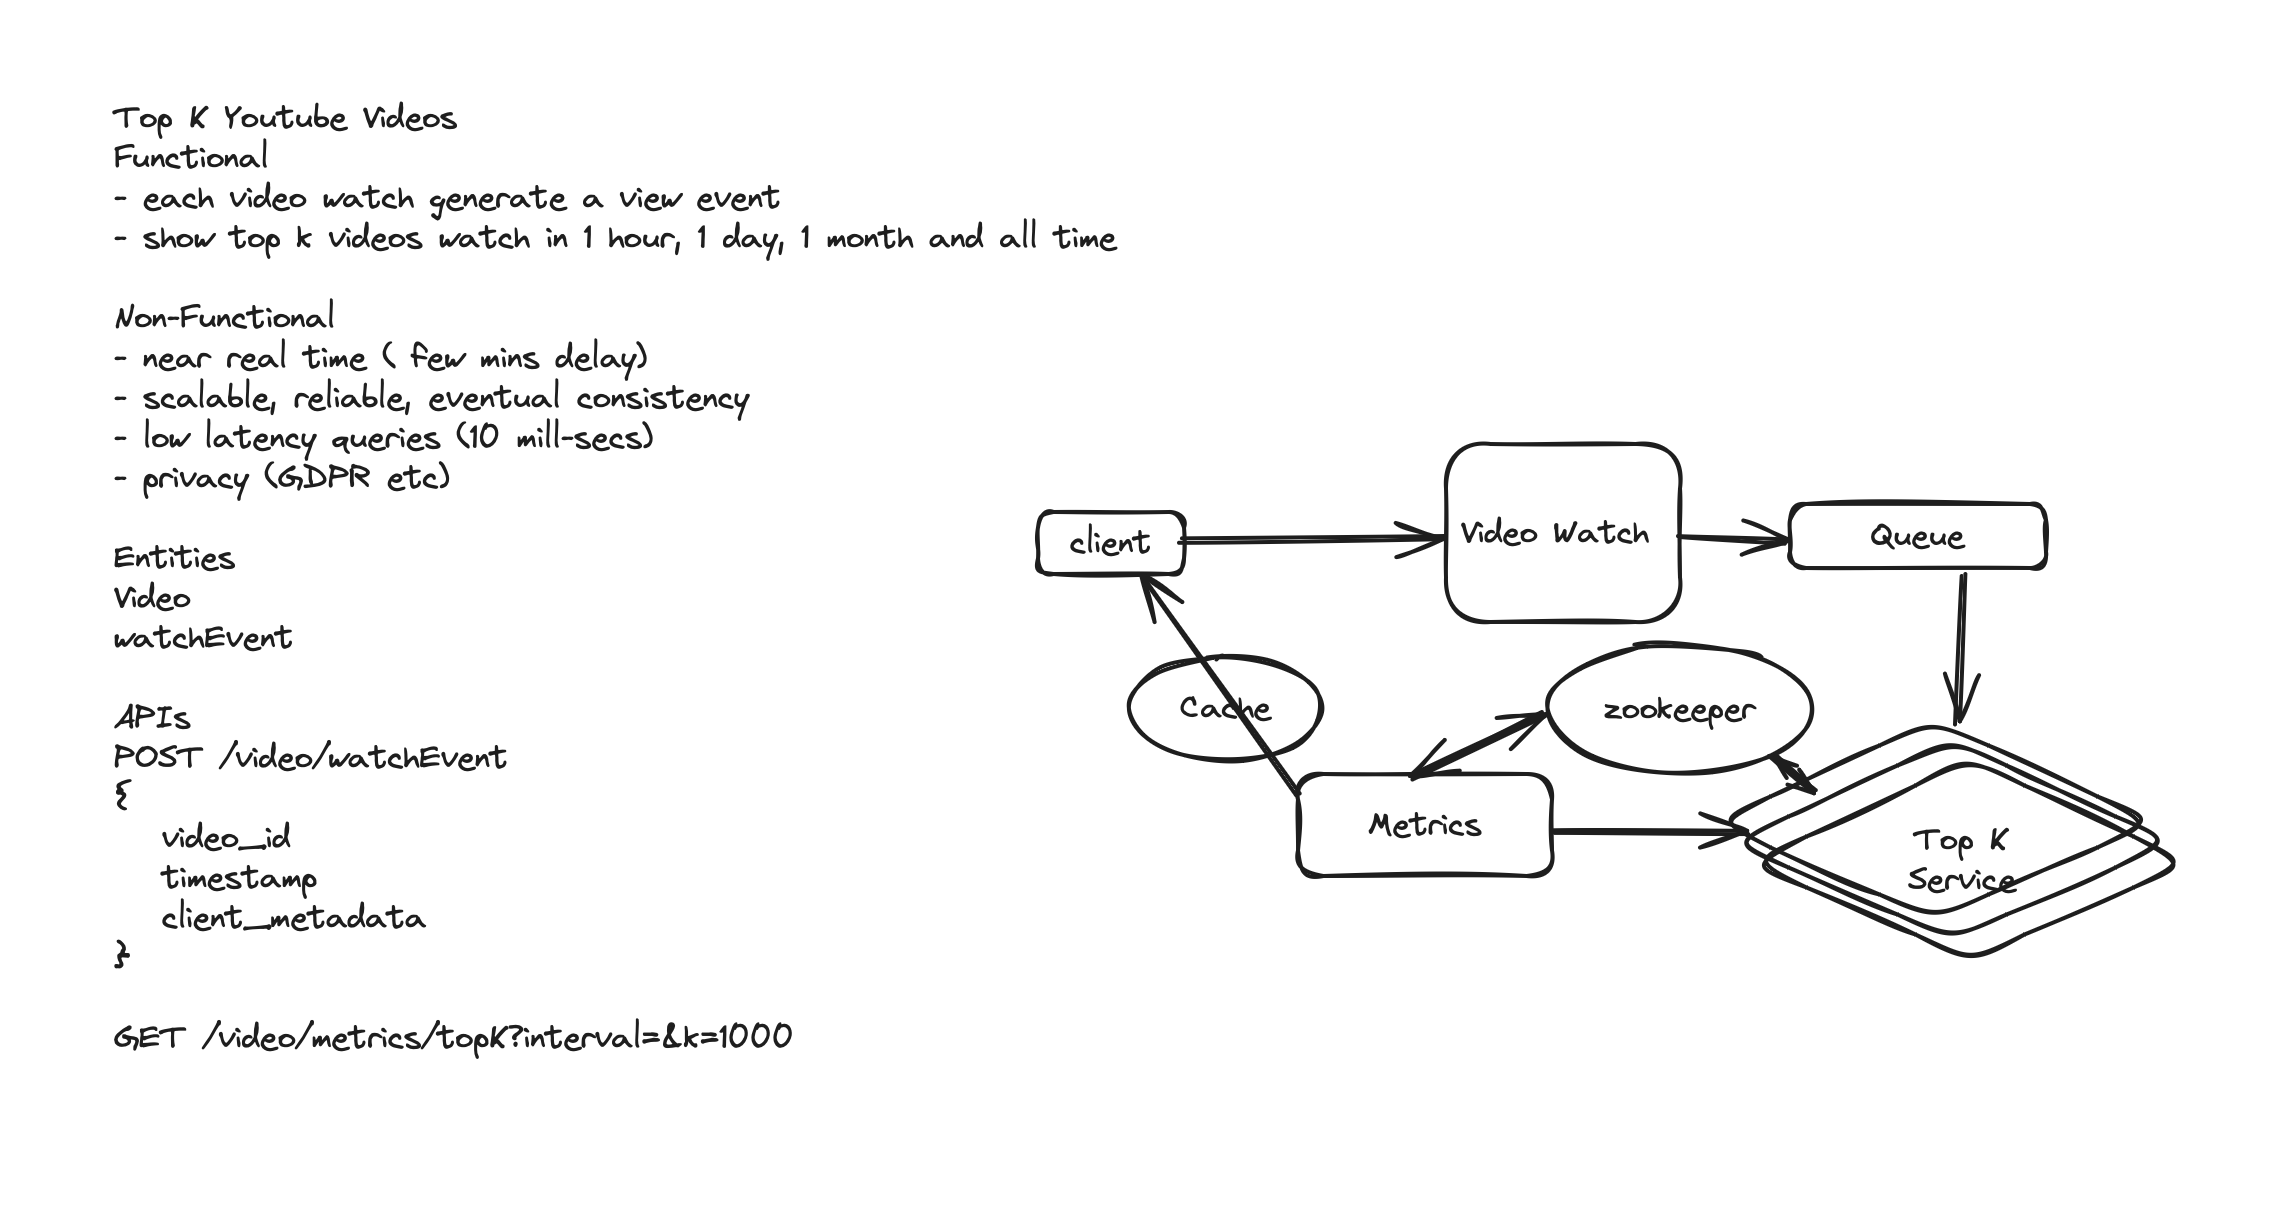 Top K Youtube Videos
Functional
- each video watch generate a view event
- show top k videos watch in 1 hour, 1 day, 1 month and all time
Non-Functional
- near real time ( few mins delay)
- scalable, reliable, eventual consistency
- low latency queries (10 mill-secs)
- privacy (GDPR etc)
Entities
Video
watchEvent
APIs
POST /video/watchEvent
{
video_id
timestamp
client_metadata
}
GET /video/metrics/topK?interval=&k=1000
client
Video Watch
Queue
Cache
zookeeper
Metrics
Top K
Service